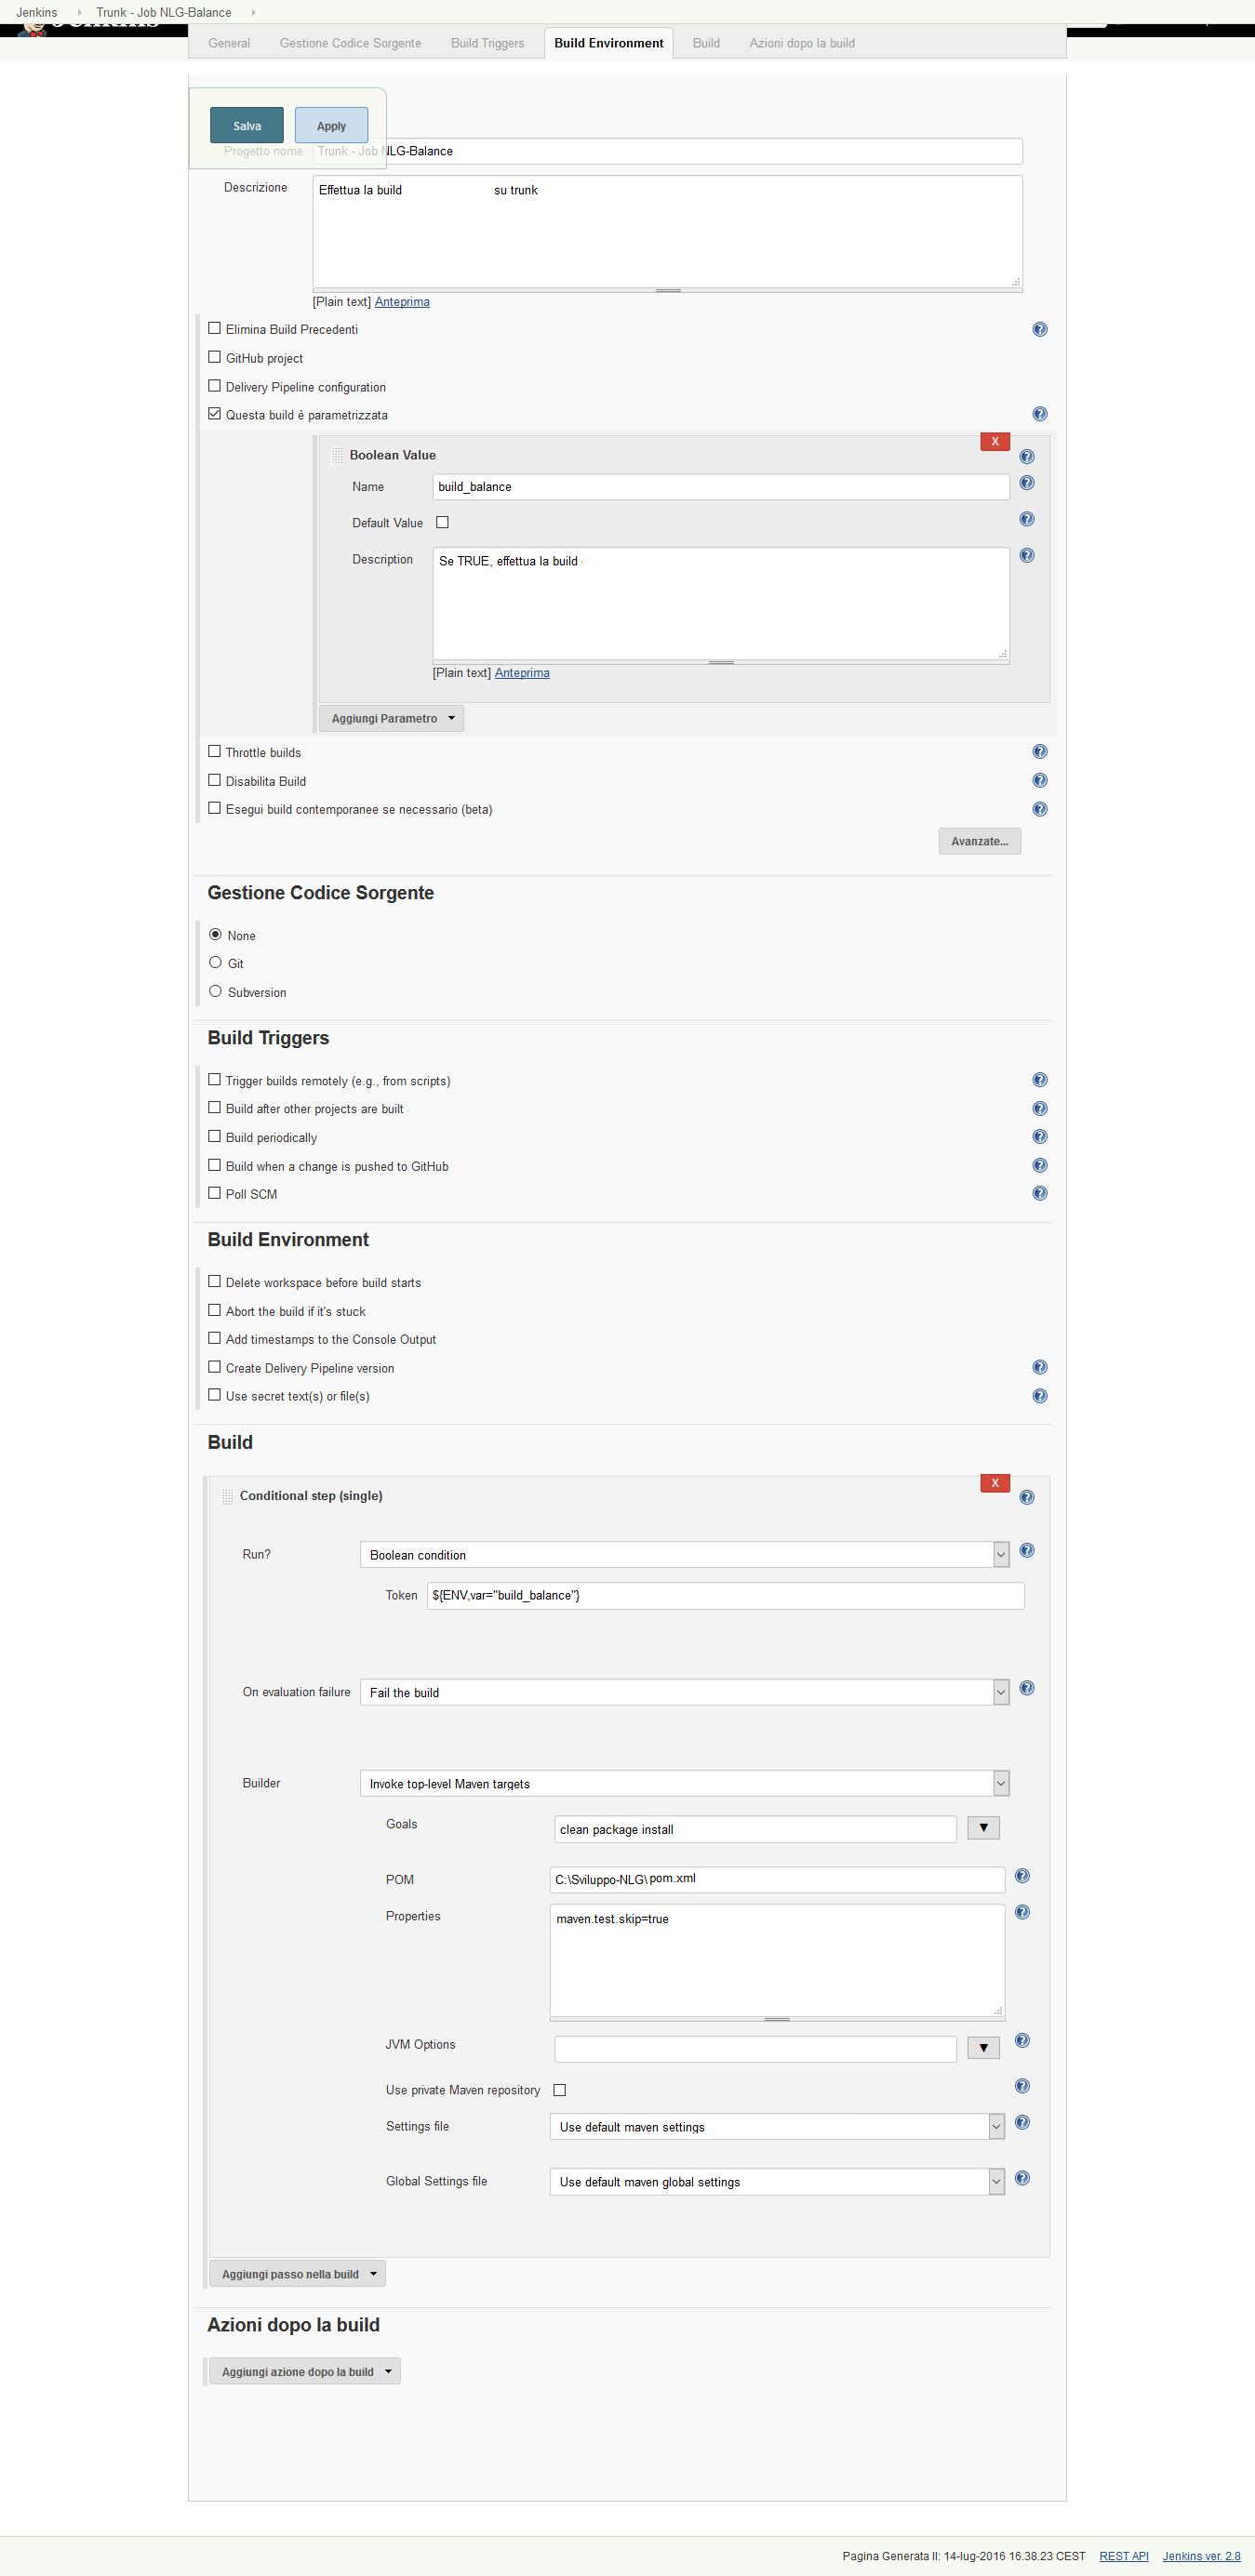 Jenkins Trunk - Job NLG-Balance
General Gestione Codice Sorgente Build Triggers Build Environment Build Azioni dopo la build
Salva Apply
Progetto nome Trunk - Job NLG-Balance
Descrizione Effettua la build su trunk
[Plain text] Anteprima
Elimina Build Precedenti
GitHub project
Delivery Pipeline configuration
Questa build è parametrizzata
X
Boolean Value
Name build_balance
Default Value
Description Se TRUE, effettua la build
[Plain text] Anteprima
Aggiungi Parametro
Throttle builds
Disabilita Build
Esegui build contemporanee se necessario (beta)
Avanzate...
Gestione Codice Sorgente
None
Git
Subversion
Build Triggers
Trigger builds remotely (e.g., from scripts)
Build after other projects are built
Build periodically
Build when a change is pushed to GitHub
Poll SCM
Build Environment
Delete workspace before build starts
Abort the build if it's stuck
Add timestamps to the Console Output
Create Delivery Pipeline version
Use secret text(s) or file(s)
Build
X
Conditional step (single)
Run? Boolean condition
Token ${ENV,var="build_balance"}
On evaluation failure Fail the build
Builder Invoke top-level Maven targets
Goals clean package install
POM C:\Sviluppo-NLG\pom.xml
Properties maven.test.skip=true
JVM Options
Use private Maven repository
Settings file Use default maven settings
Global Settings file Use default maven global settings
Aggiungi passo nella build
Azioni dopo la build
Aggiungi azione dopo la build
Pagina Generata Il: 14-lug-2016 16.38.23 CEST REST API Jenkins ver. 2.8